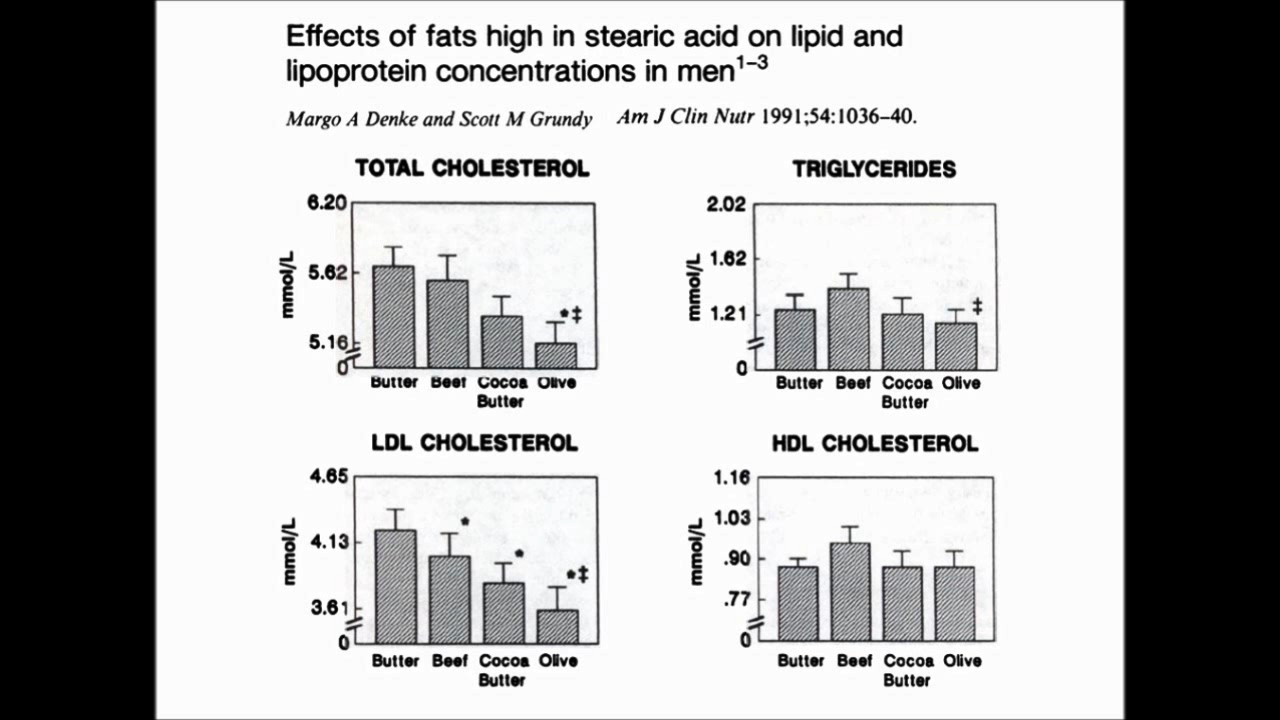 Effects of fats high in stearic acid on lipid and
lipoprotein concentrations in men1-3
Margo A Denke and Scott M Grundy Am J Clin Nutr 1991;54:1036–40.
TOTAL CHOLESTEROL
6.20
5.62
5.16
0
mmol/L
*‡
Butter Beef Cocoa Olive
Butter
TRIGLYCERIDES
2.02
1.62
1.21
0
mmol/L
‡
Butter Beef Cocoa Olive
Butter
LDL CHOLESTEROL
4.65
4.13
3.61
0
mmol/L
*
*
*‡
Butter Beef Cocoa Olive
Butter
HDL CHOLESTEROL
1.16
1.03
.90
.77
0
mmol/L
Butter Beef Cocoa Olive
Butter